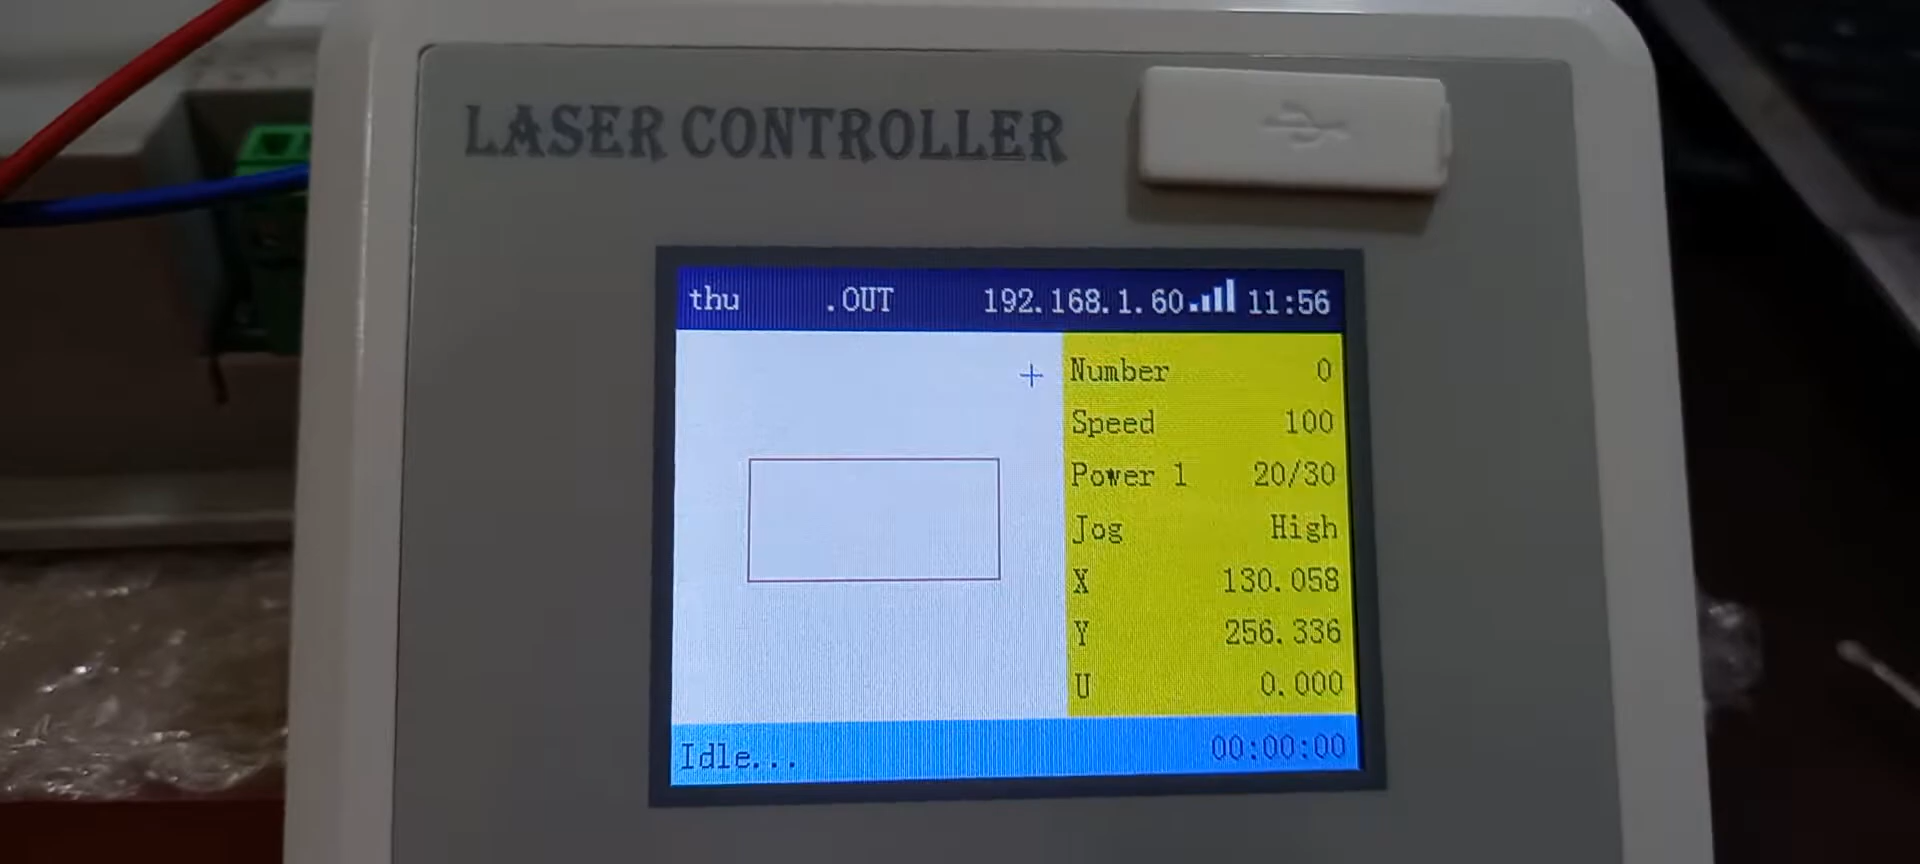 LASER CONTROLLER
thu .OUT 192.168.1.60 11:56
Number 0
Speed 100
Power 1 20/30
Jog High
X 130.058
Y 256.336
U 0.000
Idle... 00:00:00